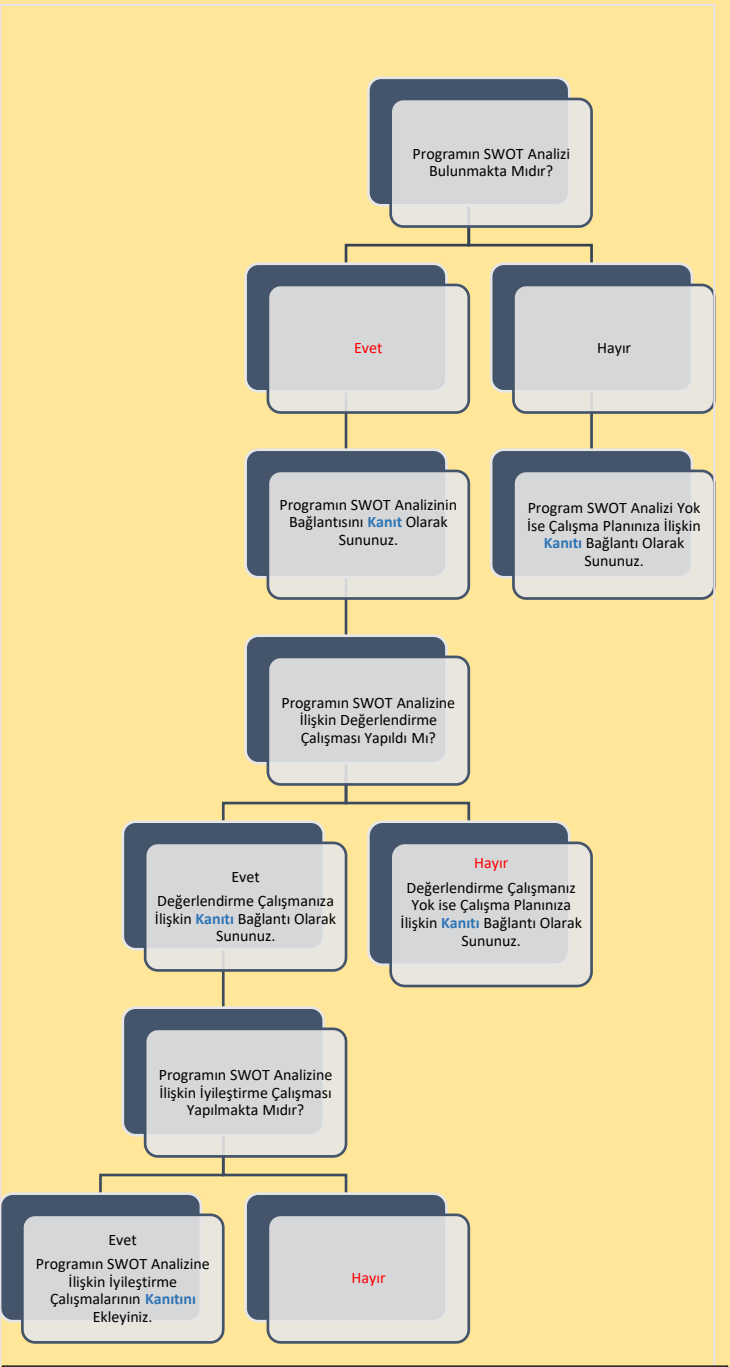 Programın SWOT Analizi
Bulunmakta Mıdır?
Evet
Hayır
Programın SWOT Analizinin
Bağlantısını Kanıt Olarak
Sununuz.
Program SWOT Analizi Yok
İse Çalışma Planınıza İlişkin
Kanıtı Bağlantı Olarak
Sununuz.
Programın SWOT Analizine
İlişkin Değerlendirme
Çalışması Yapıldı Mı?
Evet
Değerlendirme Çalışmanıza
İlişkin Kanıtı Bağlantı Olarak
Sununuz.
Hayır
Değerlendirme Çalışmanız
Yok ise Çalışma Planınıza
İlişkin Kanıtı Bağlantı Olarak
Sununuz.
Programın SWOT Analizine
İlişkin İyileştirme Çalışması
Yapılmakta Mıdır?
Evet
Programın SWOT Analizine
İlişkin İyileştirme
Çalışmalarının Kanıtını
Ekleyiniz.
Hayır